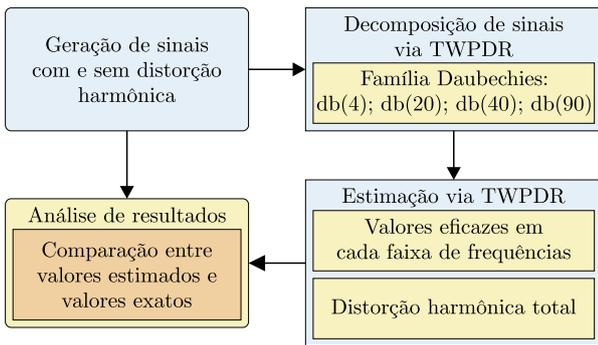 Geração de sinais
com e sem distorção
harmônica
Decomposição de sinais
via TWPDR
Família Daubechies:
db(4); db(20); db(40); db(90)
Análise de resultados
Comparação entre
valores estimados e
valores exatos
Estimação via TWPDR
Valores eficazes em
cada faixa de frequências
Distorção harmônica total